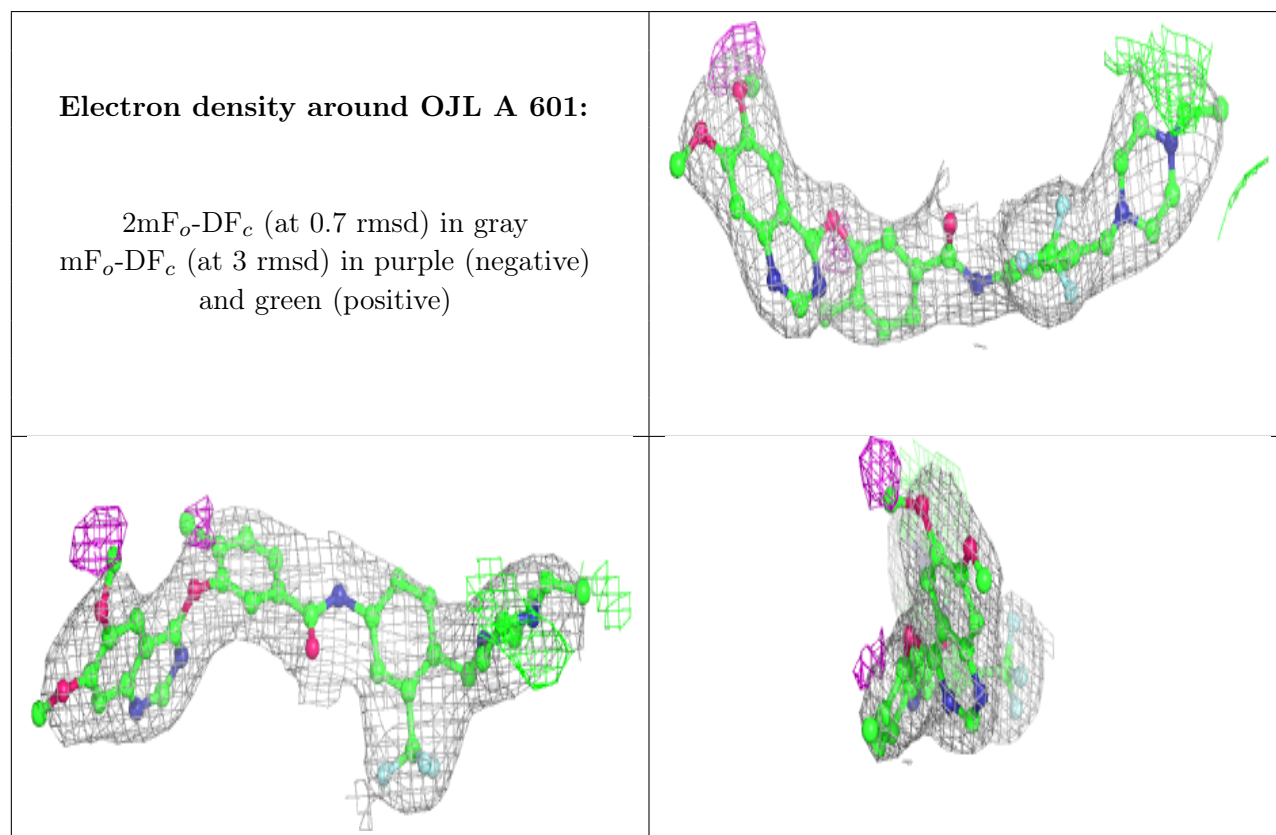 Electron density around OJL A 601:
2mFo-DFc (at 0.7 rmsd) in gray
mFo-DFc (at 3 rmsd) in purple (negative)
and green (positive)